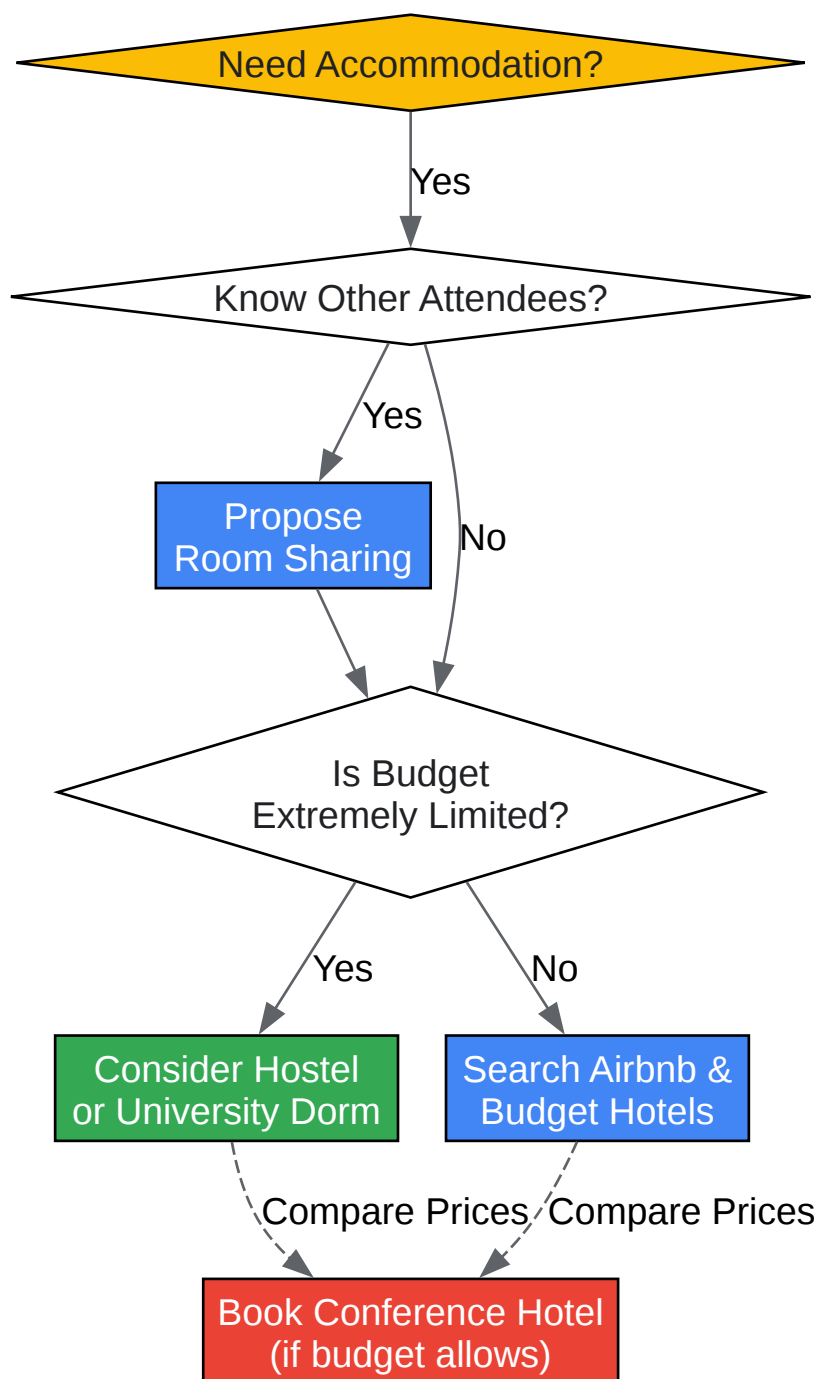 Need Accommodation?
Yes
Know Other Attendees?
Yes
Propose
Room Sharing
No
Is Budget
Extremely Limited?
Yes
No
Consider Hostel
or University Dorm
Search Airbnb &
Budget Hotels
Compare Prices
Compare Prices
Book Conference Hotel
(if budget allows)